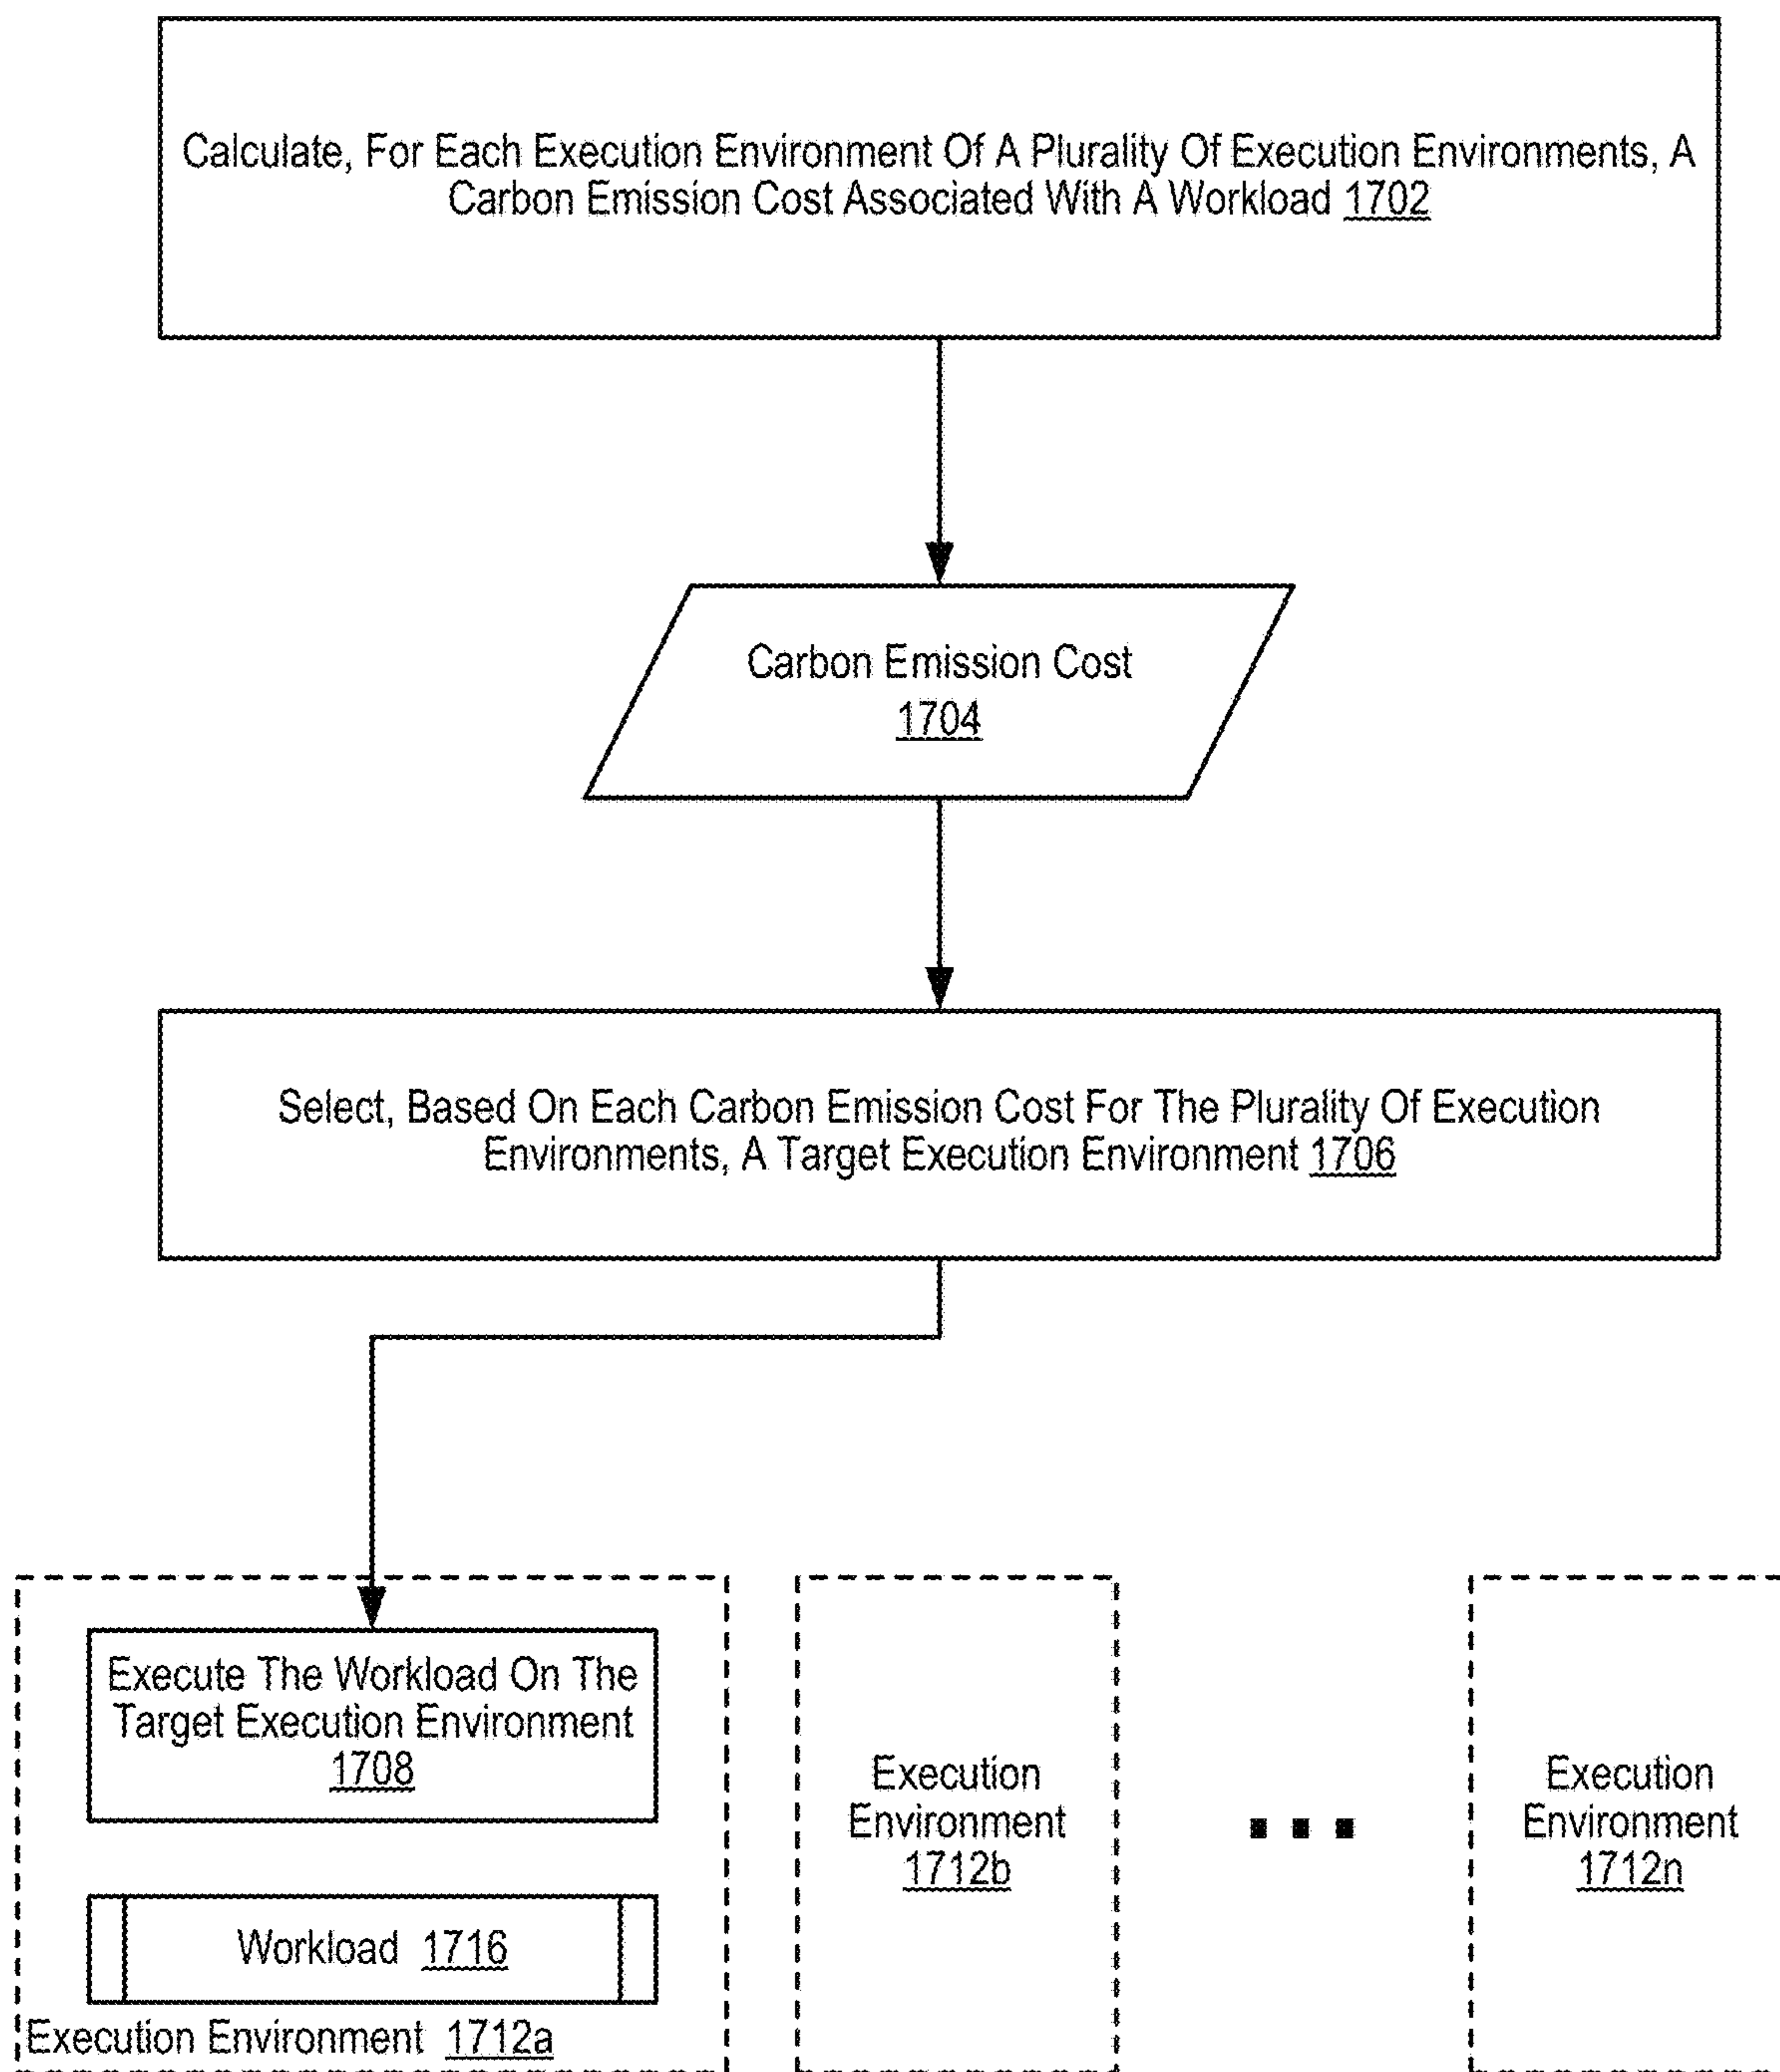 Calculate, For Each Execution Environment Of A Plurality Of Execution Environments, A
Carbon Emission Cost Associated With A Workload 1702
Carbon Emission Cost
1704
Select, Based On Each Carbon Emission Cost For The Plurality Of Execution
Environments, A Target Execution Environment 1706
Execute The Workload On The
Target Execution Environment
1708
Workload 1716
Execution Environment 1712a
Execution
Environment
1712b
Execution
Environment
1712n